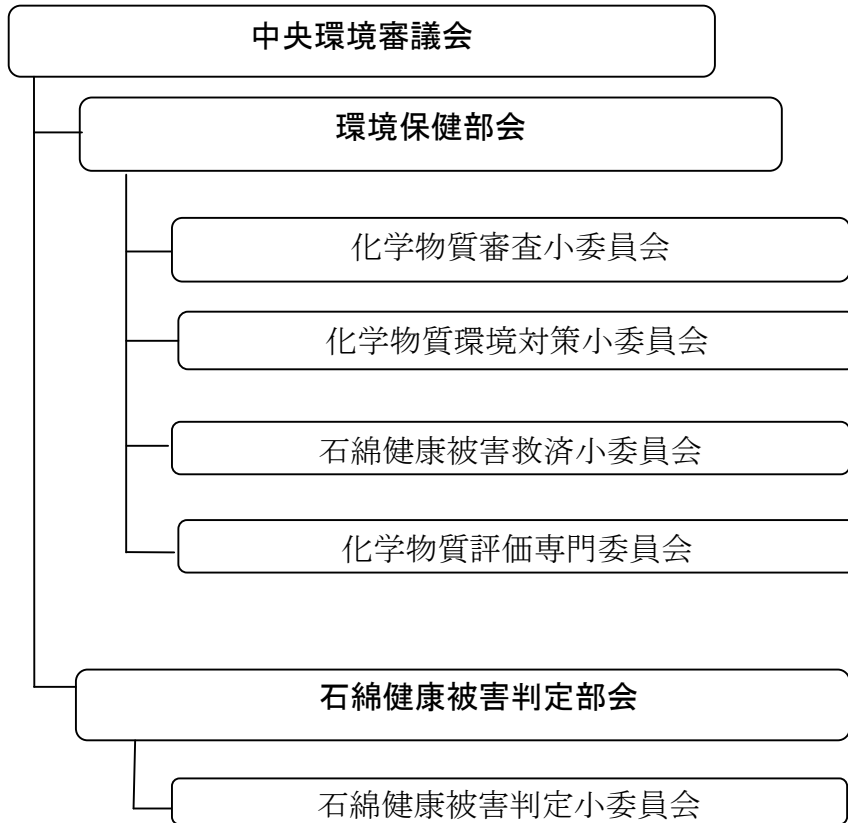 中央環境審議会
環境保健部会
化学物質審査小委員会
化学物質環境対策小委員会
石綿健康被害救済小委員会
化学物質評価専門委員会
石綿健康被害判定部会
石綿健康被害判定小委員会